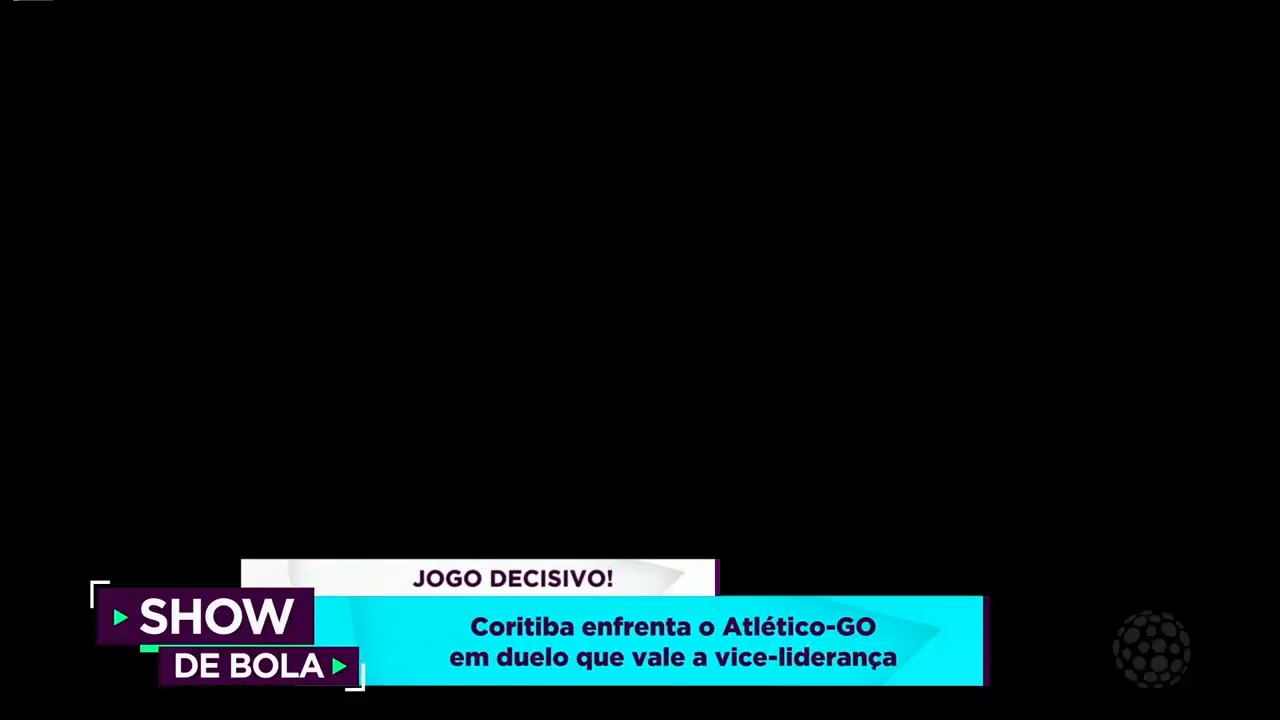 JOGO DECISIVO!
SHOW
DE BOLA
Coritiba enfrenta o Atlético-GO
em duelo que vale a vice-liderança